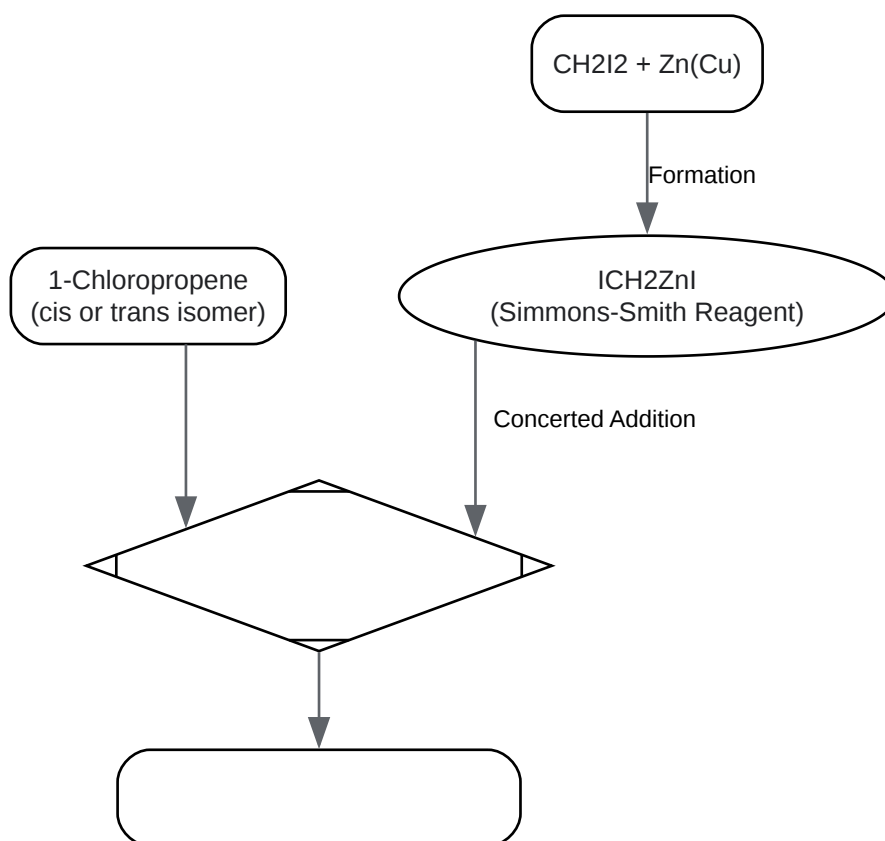 CH2I2 + Zn(Cu)
Formation
1-Chloropropene
(cis or trans isomer)
ICH2ZnI
(Simmons-Smith Reagent)
Concerted Addition